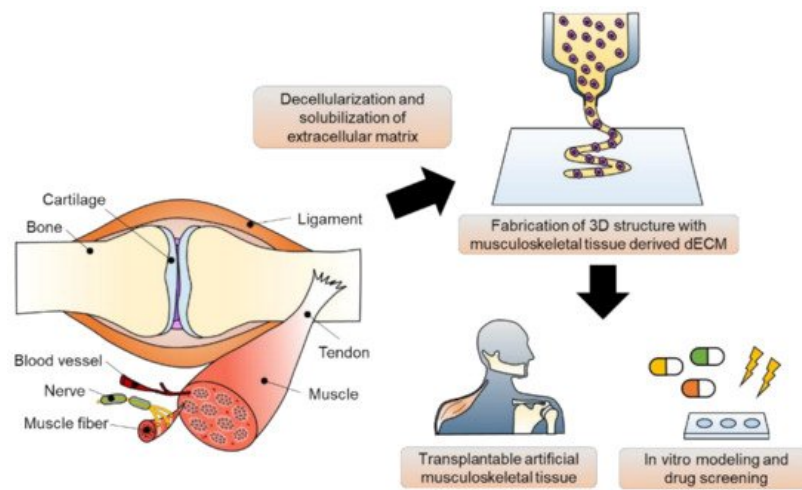 Decellularization and
solubilization of
extracellular matrix
Cartilage
Bone
Ligament
Fabrication of 3D structure with
musculoskeletal tissue derived dECM
Blood vessel
Nerve
Muscle fiber
Tendon
Muscle
Transplantable artificial
musculoskeletal tissue
In vitro modeling and
drug screening